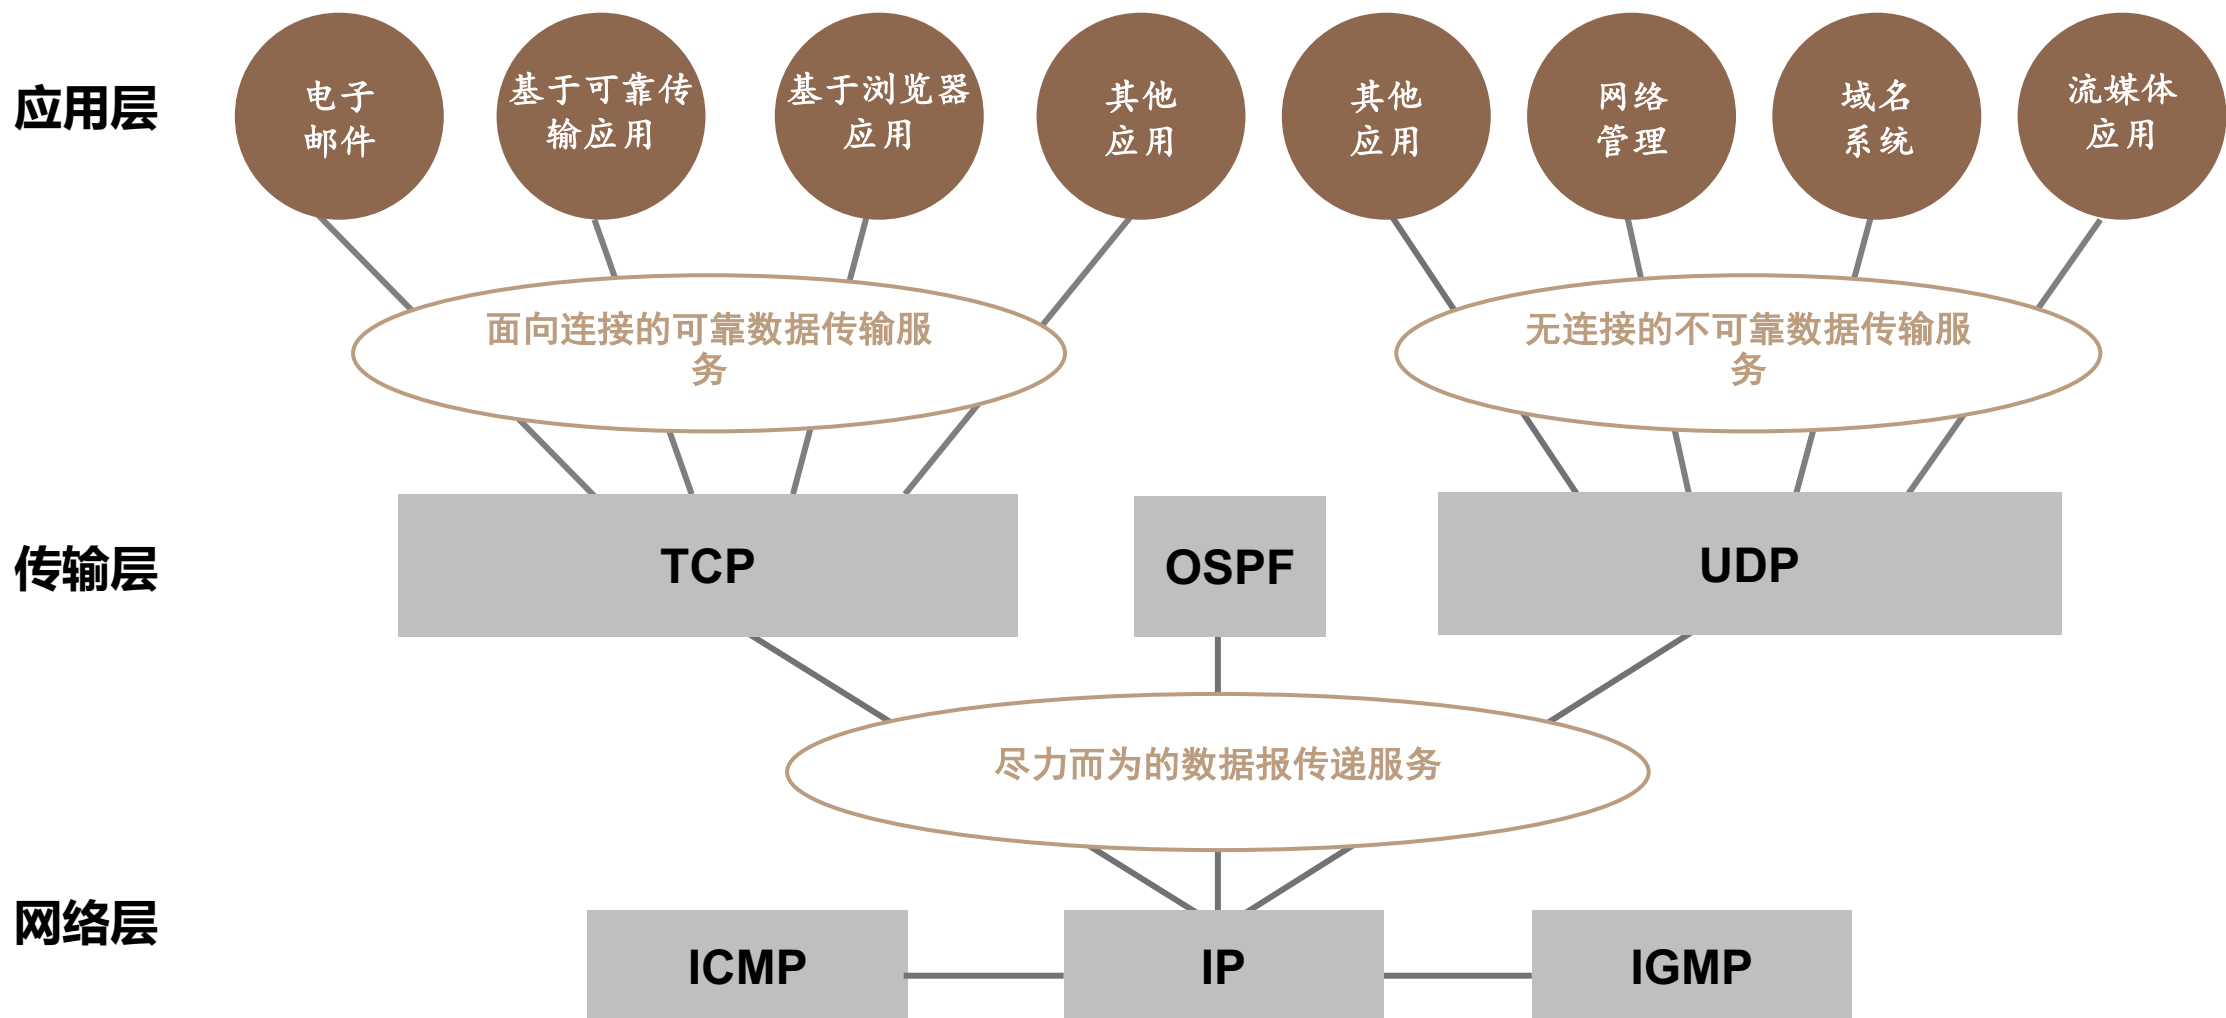 应用层
电子
邮件
基于可靠传
输应用
基于浏览器
应用
其他
应用
其他
应用
网络
管理
域名
系统
流媒体
应用
面向连接的可靠数据传输服
务
无连接的不可靠数据传输服
务
传输层
TCP
OSPF
UDP
尽力而为的数据报传递服务
网络层
ICMP
IP
IGMP